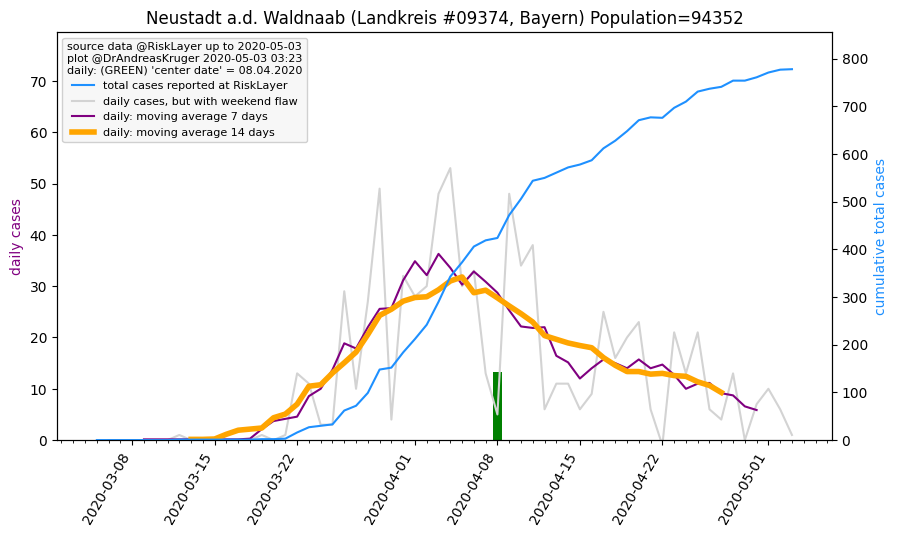 Neustadt a.d. Waldnaab (Landkreis #09374, Bayern) Population=94352
source data @RiskLayer up to 2020-05-03
plot @DrAndreasKruger 2020-05-03 03:23
daily: (GREEN) 'center date' = 08.04.2020
total cases reported at RiskLayer
daily cases, but with weekend flaw
daily: moving average 7 days
daily: moving average 14 days
daily cases
70
60
50
40
30
20
10
0
800
700
600
500
400
300
200
100
0
cumulative total cases
2020-03-08
2020-03-15
2020-03-22
2020-04-01
2020-04-08
2020-04-15
2020-04-22
2020-05-01